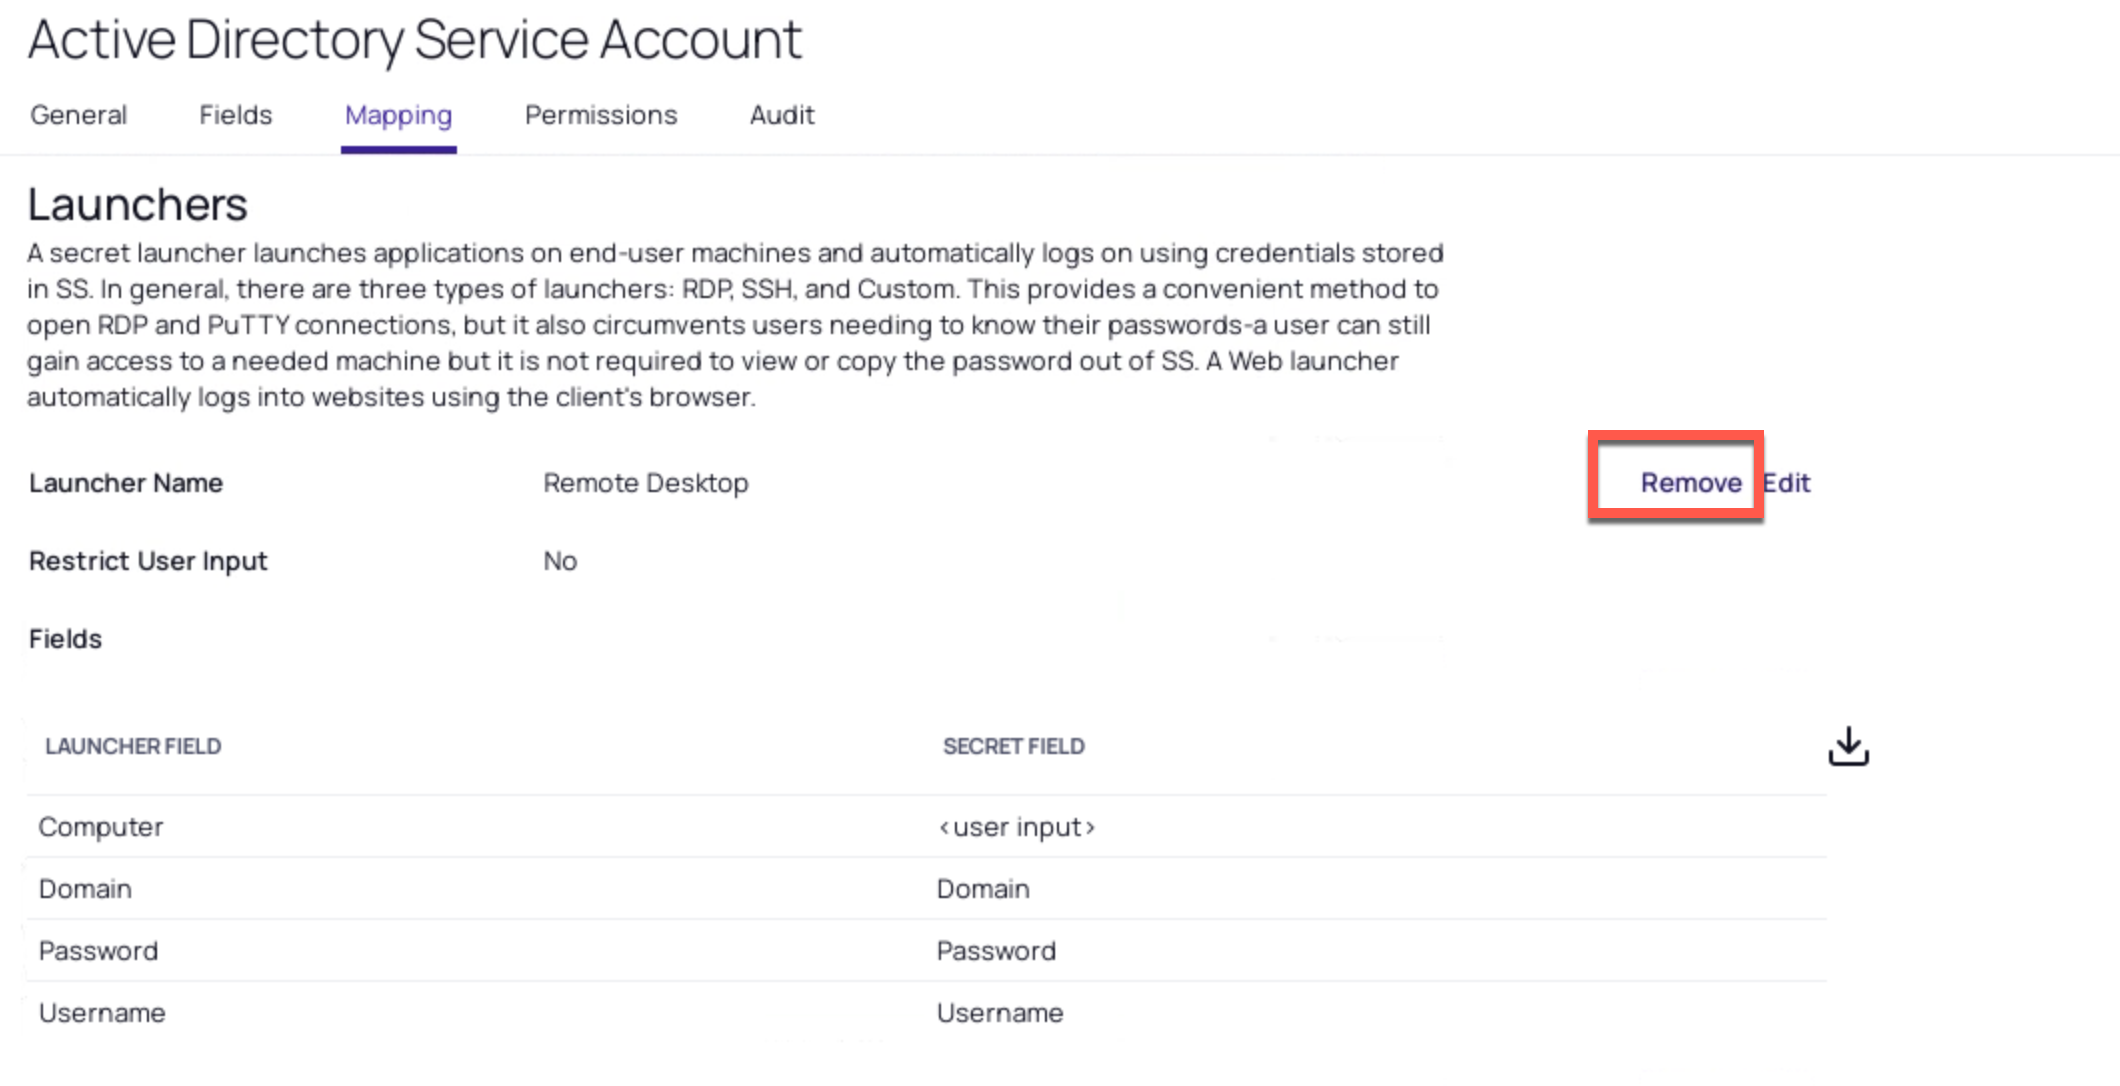 Active Directory Service Account
General Fields Mapping Permissions Audit
Launchers
A secret launcher launches applications on end-user machines and automatically logs on using credentials stored
in SS. In general, there are three types of launchers: RDP, SSH, and Custom. This provides a convenient method to
open RDP and PuTTY connections, but it also circumvents users needing to know their passwords-a user can still
gain access to a needed machine but it is not required to view or copy the password out of SS. A Web launcher
automatically logs into websites using the client's browser.
Launcher Name Remote Desktop Remove Edit
Restrict User Input No
Fields
LAUNCHER FIELD SECRET FIELD
Computer <user input>
Domain Domain
Password Password
Username Username